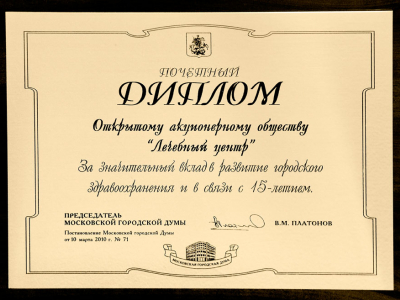 ПОЧЕТНЫЙ
ДИПЛОМ
Открытому акционерному обществу
"Лечебный центр"
За значительный вклад в развитие городского
здравоохранения и в связи с 15-летием.
ПРЕДСЕДАТЕЛЬ
МОСКОВСКОЙ ГОРОДСКОЙ ДУМЫ
В.М. ПЛАТОНОВ
Постановление Московской городской Думы
от 10 марта 2010 г. № 71
МОСКОВСКАЯ ГОРОДСКАЯ ДУМА